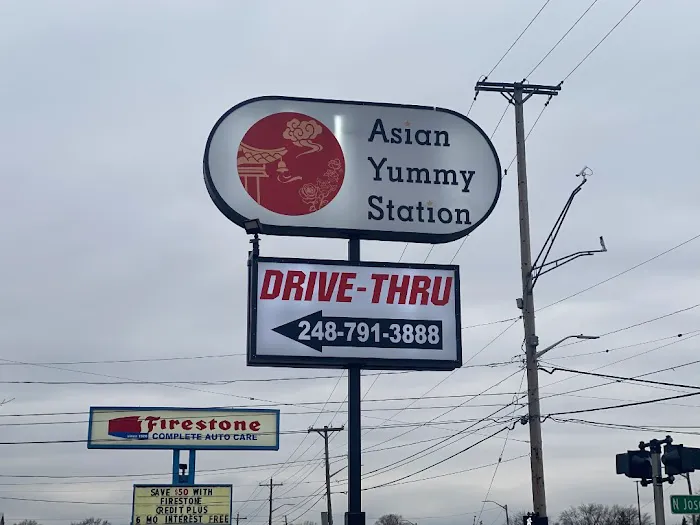 Asian
Yummy
Station
DRIVE-THRU
248-791-3888
Firestone
COMPLETE AUTO CARE
SAVE $50 WITH
FIRESTONE
CREDIT PLUS
6 MO INTEREST FREE
N Jos